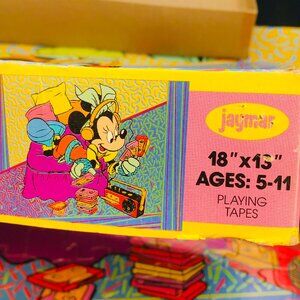 jaymar
18"x13"
AGES: 5-11
PLAYING
TAPES